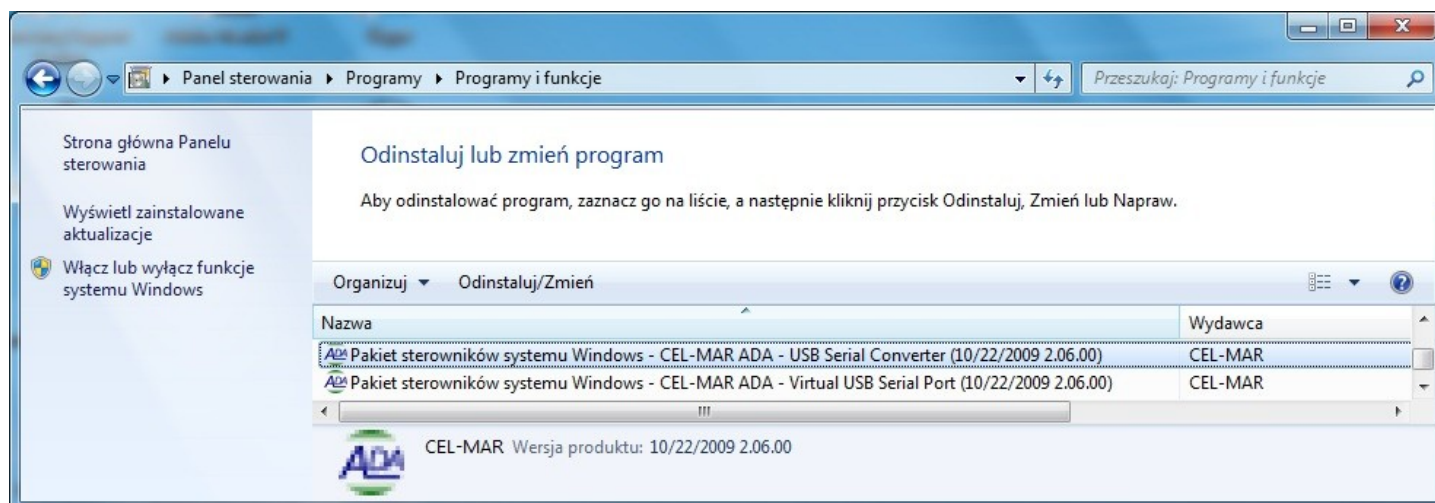 Panel sterowania ▸ Programy ▸ Programy i funkcje
Przeszukaj: Programy i funkcje
Strona główna Panelu
sterowania
Wyświetl zainstalowane
aktualizacje
Włącz lub wyłącz funkcje
systemu Windows
Odinstaluj lub zmień program
Aby odinstalować program, zaznacz go na liście, a następnie kliknij przycisk Odinstaluj, Zmień lub Napraw.
Organizuj Odinstaluj/Zmień
Nazwa Wydawca
ADA Pakiet sterowników systemu Windows - CEL-MAR ADA - USB Serial Converter (10/22/2009 2.06.00) CEL-MAR
ADA Pakiet sterowników systemu Windows - CEL-MAR ADA - Virtual USB Serial Port (10/22/2009 2.06.00) CEL-MAR
ADA CEL-MAR Wersja produktu: 10/22/2009 2.06.00